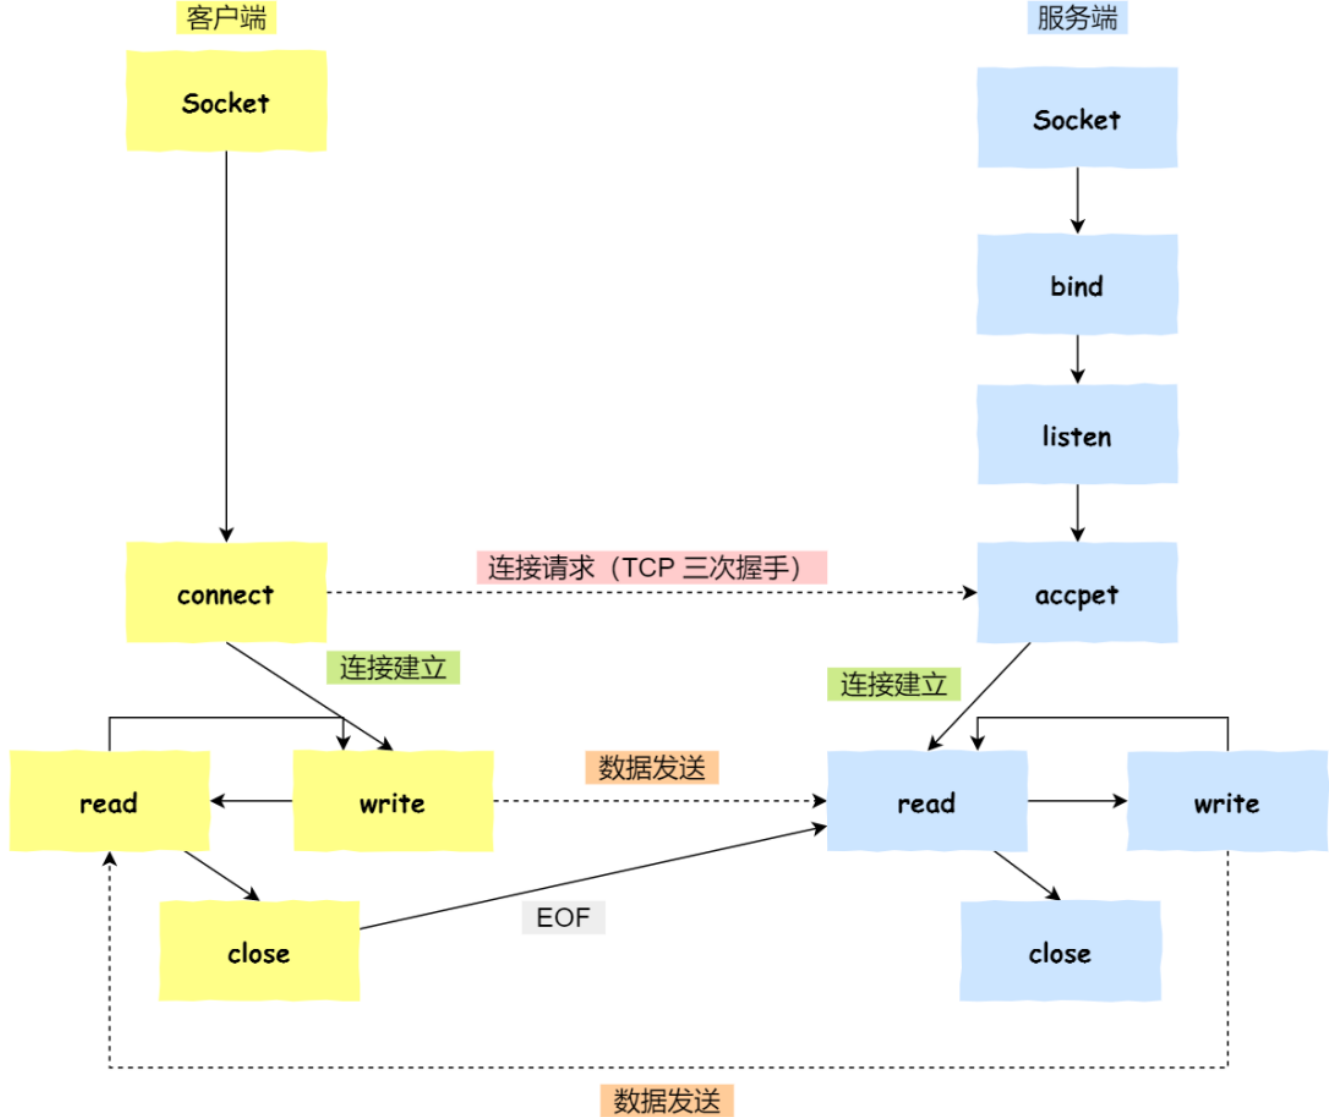 客户端
服务端
Socket
Socket
bind
listen
连接请求（TCP 三次握手）
connect
accpet
连接建立
连接建立
数据发送
read
write
read
write
EOF
close
close
数据发送